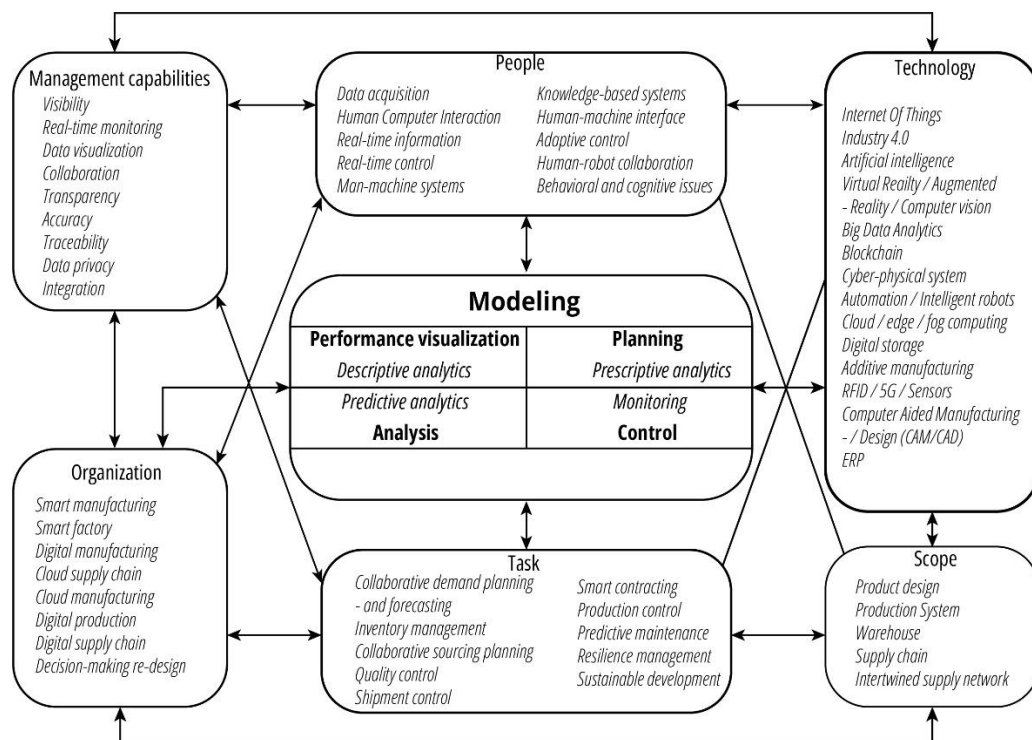 Management capabilities
Visibility
Real-time monitoring
Data visualization
Collaboration
Transparency
Accuracy
Traceability
Data privacy
Integration
People
Data acquisition
Human Computer Interaction
Real-time information
Real-time control
Man-machine systems
Knowledge-based systems
Human-machine interface
Adaptive control
Human-robot collaboration
Behavioral and cognitive issues
Technology
Internet Of Things
Industry 4.0
Artificial intelligence
Virtual Reailty / Augmented
- Reality / Computer vision
Big Data Analytics
Blockchain
Cyber-physical system
Automation / Intelligent robots
Cloud / edge / fog computing
Digital storage
Additive manufacturing
RFID / 5G / Sensors
Computer Aided Manufacturing
- / Design (CAM/CAD)
ERP
Modeling
Performance visualization
Descriptive analytics
Planning
Prescriptive analytics
Predictive analytics
Analysis
Monitoring
Control
Organization
Smart manufacturing
Smart factory
Digital manufacturing
Cloud supply chain
Cloud manufacturing
Digital production
Digital supply chain
Decision-making re-design
Task
Collaborative demand planning
- and forecasting
Inventory management
Collaborative sourcing planning
Quality control
Shipment control
Smart contracting
Production control
Predictive maintenance
Resilience management
Sustainable development
Scope
Product design
Production System
Warehouse
Supply chain
Intertwined supply network